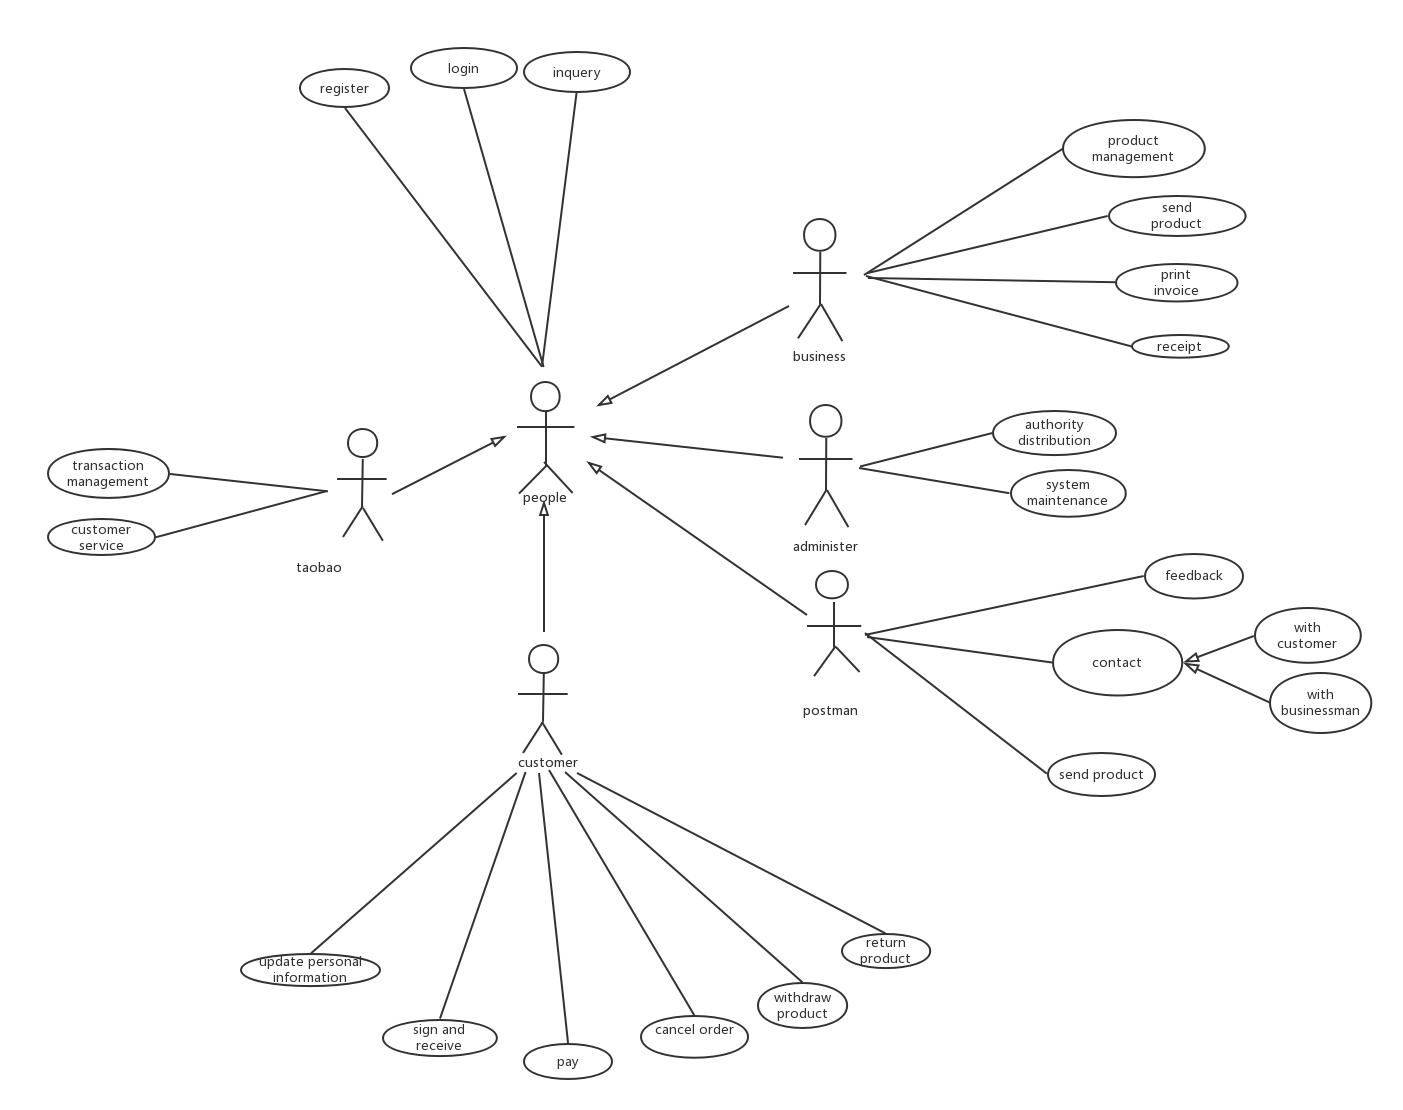 login
inquery
register
product
management
send
product
print
invoice
receipt
business
authority
distribution
transaction
management
system
maintenance
people
customer
service
administer
taobao
feedback
with
customer
contact
with
businessman
postman
customer
send product
return
product
update personal
information
withdraw
product
sign and
receive
cancel order
pay